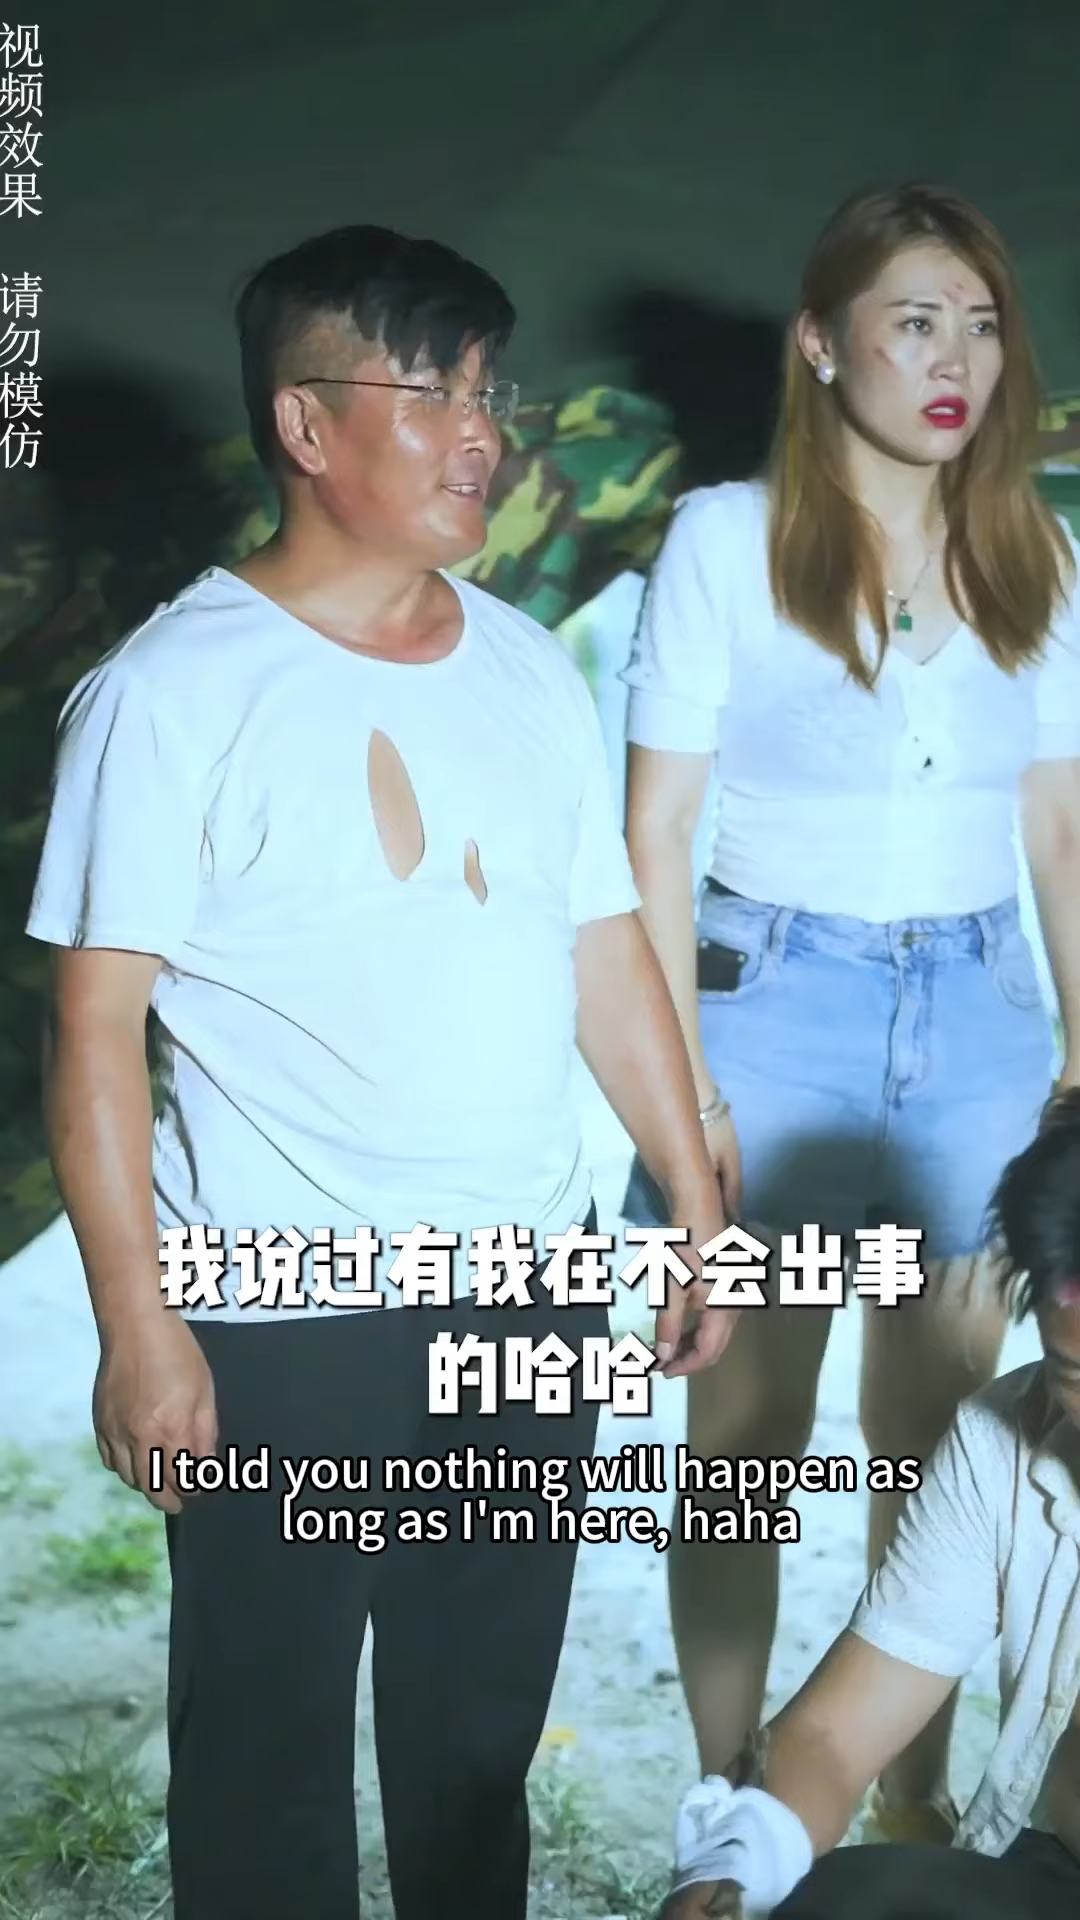 视频效果 请勿模仿
我说过有我在不会出事
的哈哈
I told you nothing will happen as
long as I'm here, haha